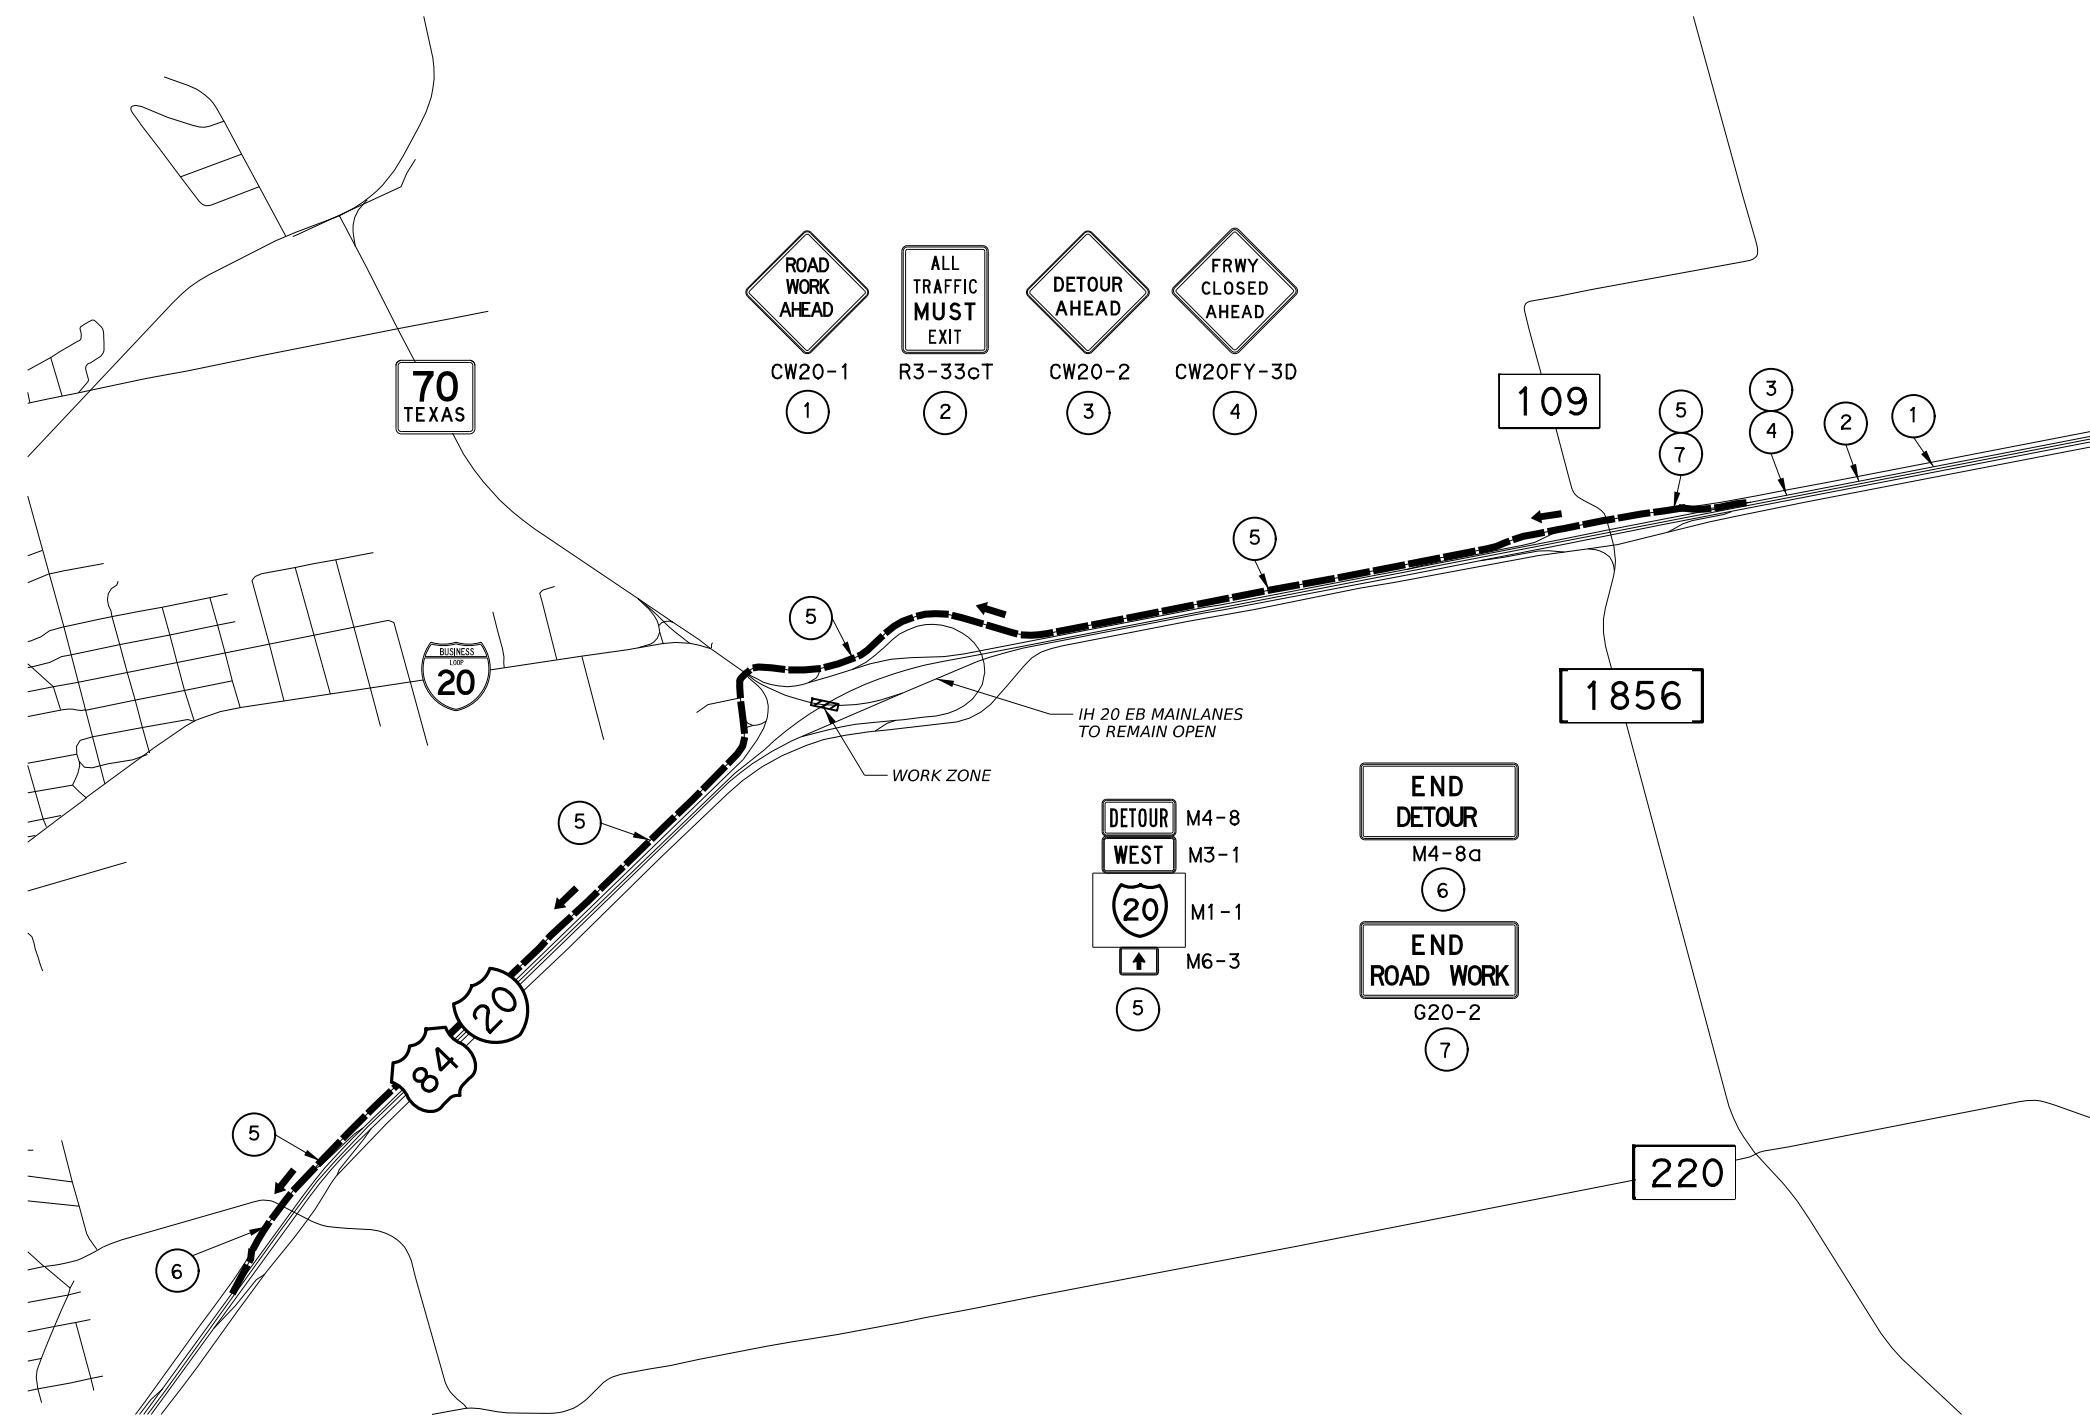 ROAD
WORK
AHEAD
CW20-1
1
ALL
TRAFFIC
MUST
EXIT
R3-33cT
2
DETOUR
AHEAD
CW20-2
3
FRWY
CLOSED
AHEAD
CW20FY-3D
4
70
TEXAS
109
5
7
3
4
2
1
5
5
BUSINESS
LOOP
20
1856
IH 20 EB MAINLANES
TO REMAIN OPEN
WORK ZONE
5
DETOUR M4-8
WEST M3-1
20 M1-1
M6-3
5
END
DETOUR
M4-8a
6
END
ROAD WORK
G20-2
7
20
84
5
220
6